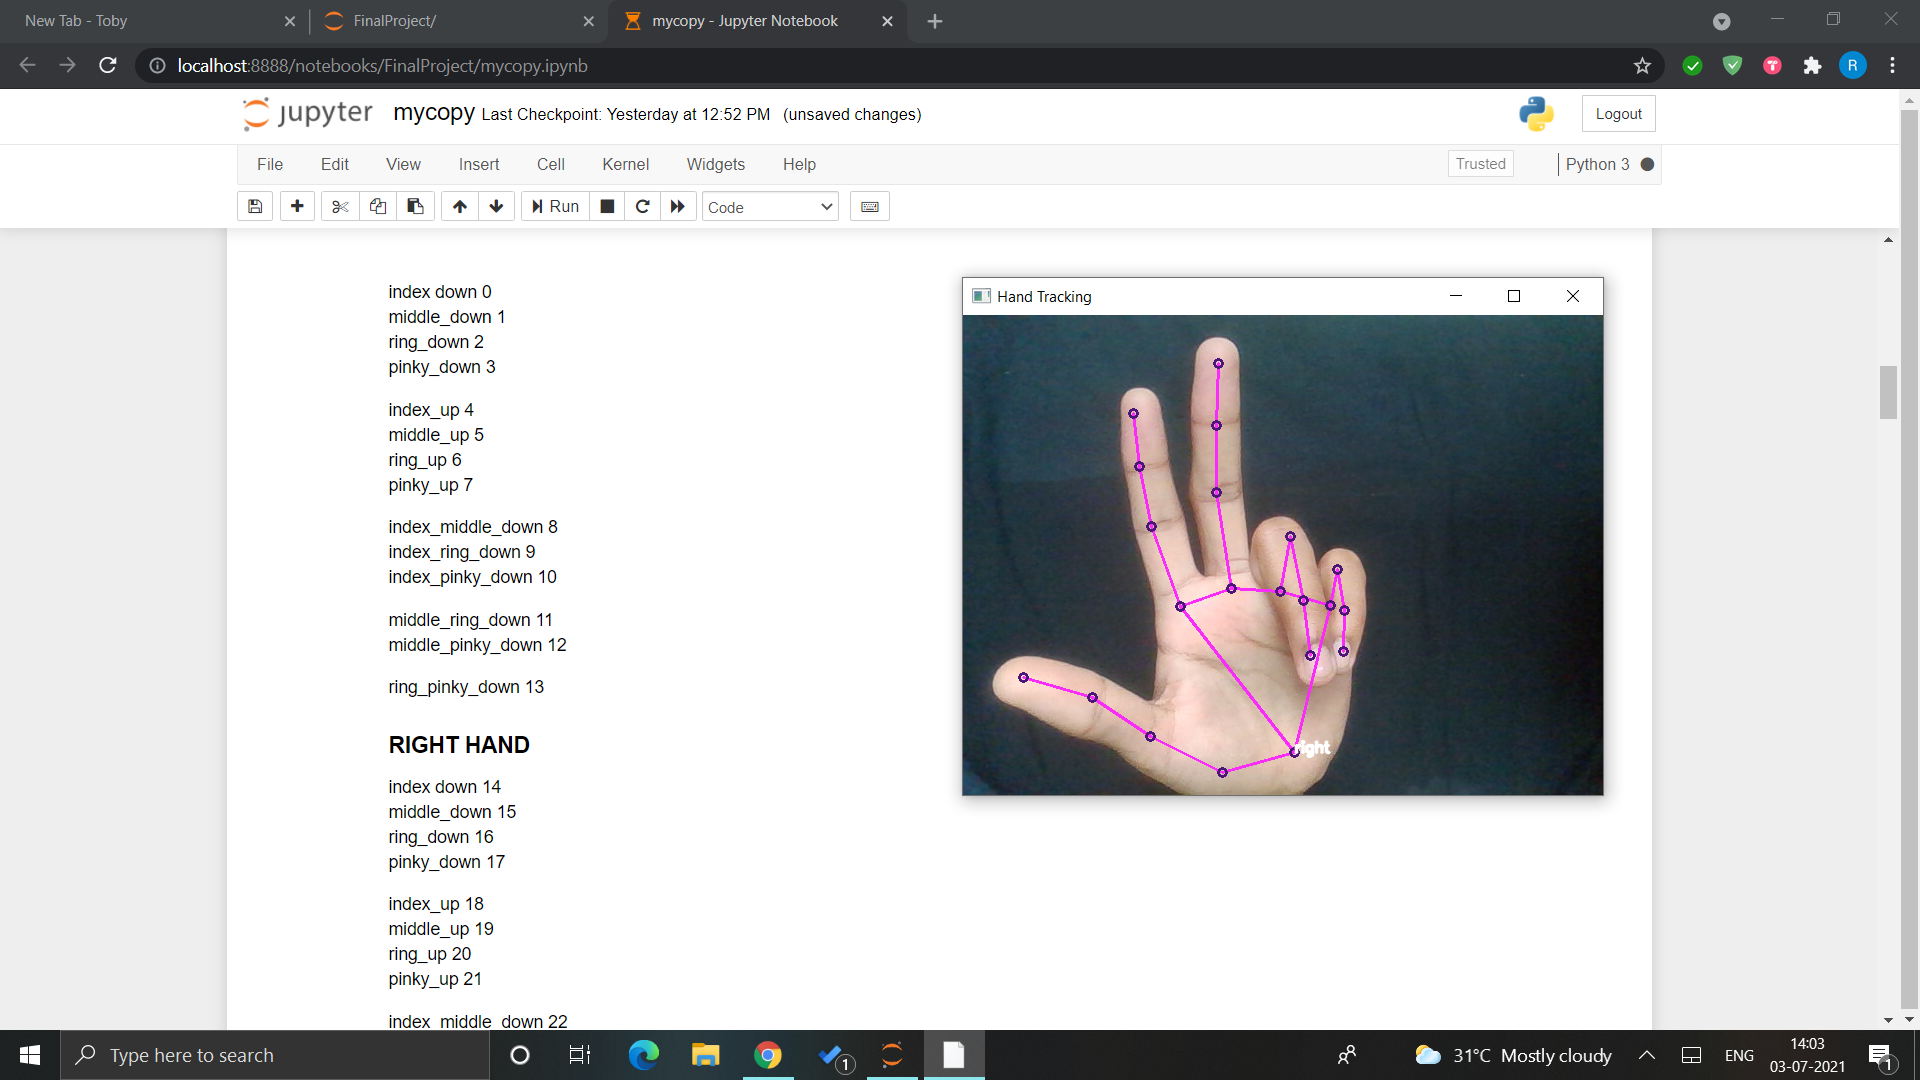 New Tab - Toby
FinalProject/
mycopy - Jupyter Notebook
localhost:8888/notebooks/FinalProject/mycopy.ipynb
R
jupyter mycopy Last Checkpoint: Yesterday at 12:52 PM (unsaved changes)
Logout
File Edit View Insert Cell Kernel Widgets Help
Trusted
Python 3
Run
Code
index down 0
middle_down 1
ring_down 2
pinky_down 3
index_up 4
middle_up 5
ring_up 6
pinky_up 7
index_middle_down 8
index_ring_down 9
index_pinky_down 10
middle_ring_down 11
middle_pinky_down 12
ring_pinky_down 13
RIGHT HAND
index down 14
middle_down 15
ring_down 16
pinky_down 17
index_up 18
middle_up 19
ring_up 20
pinky_up 21
index_middle_down 22
Hand Tracking
right
Type here to search
1
31°C Mostly cloudy
ENG
14:03
03-07-2021
1